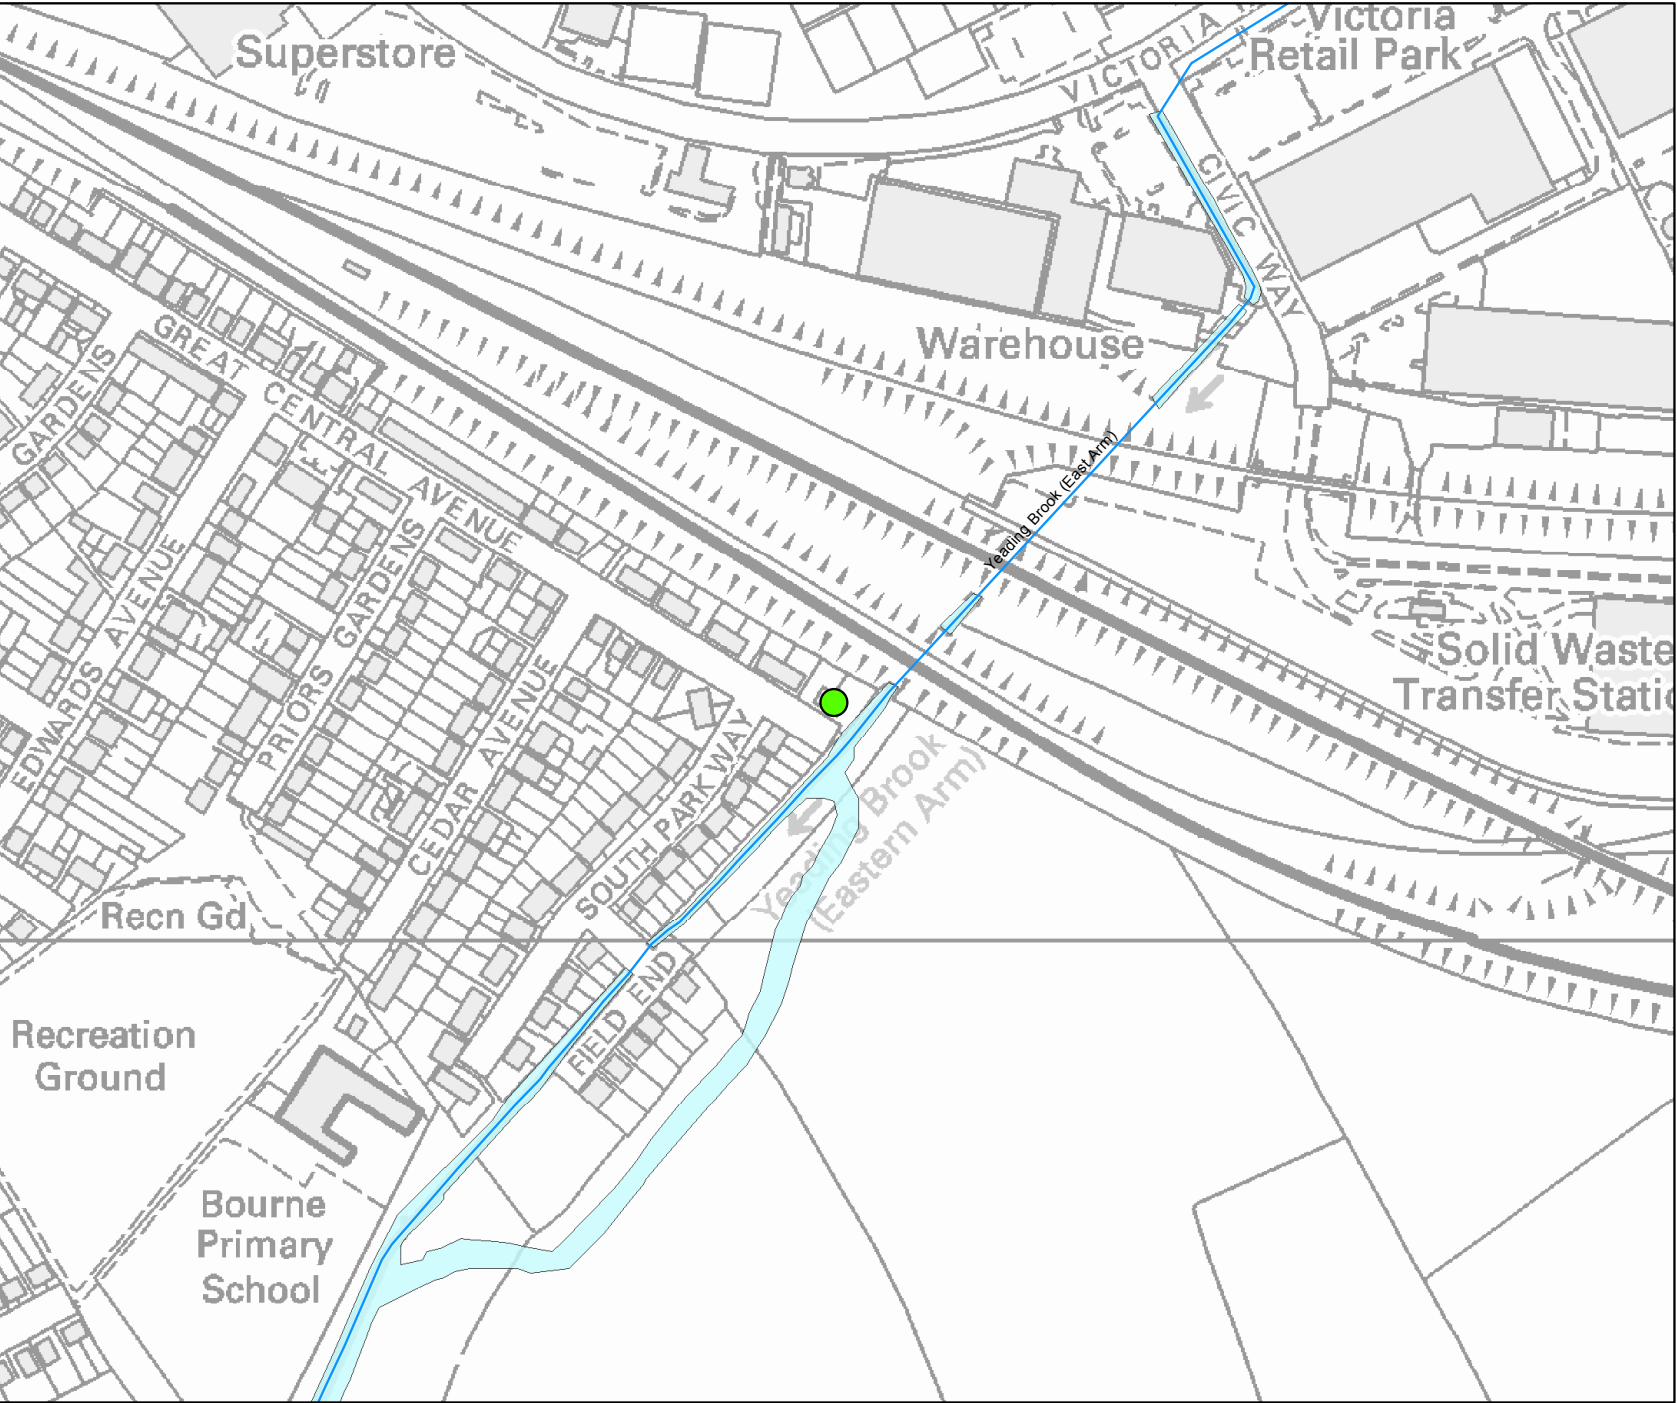 Superstore
Victoria
Retail Park
VICTORIA
CIVIC WAY
Warehouse
GREAT CENTRAL AVENUE
GARDENS
Yeading Brook (East Arm)
EDWARDS AVENUE
PRIORS GARDENS
CEDAR AVENUE
SOUTH PARK WAY
Solid Waste
Transfer Static
Yeading Brook
(Eastern Arm)
Recn Gd
FIELD END
Recreation
Ground
Bourne
Primary
School